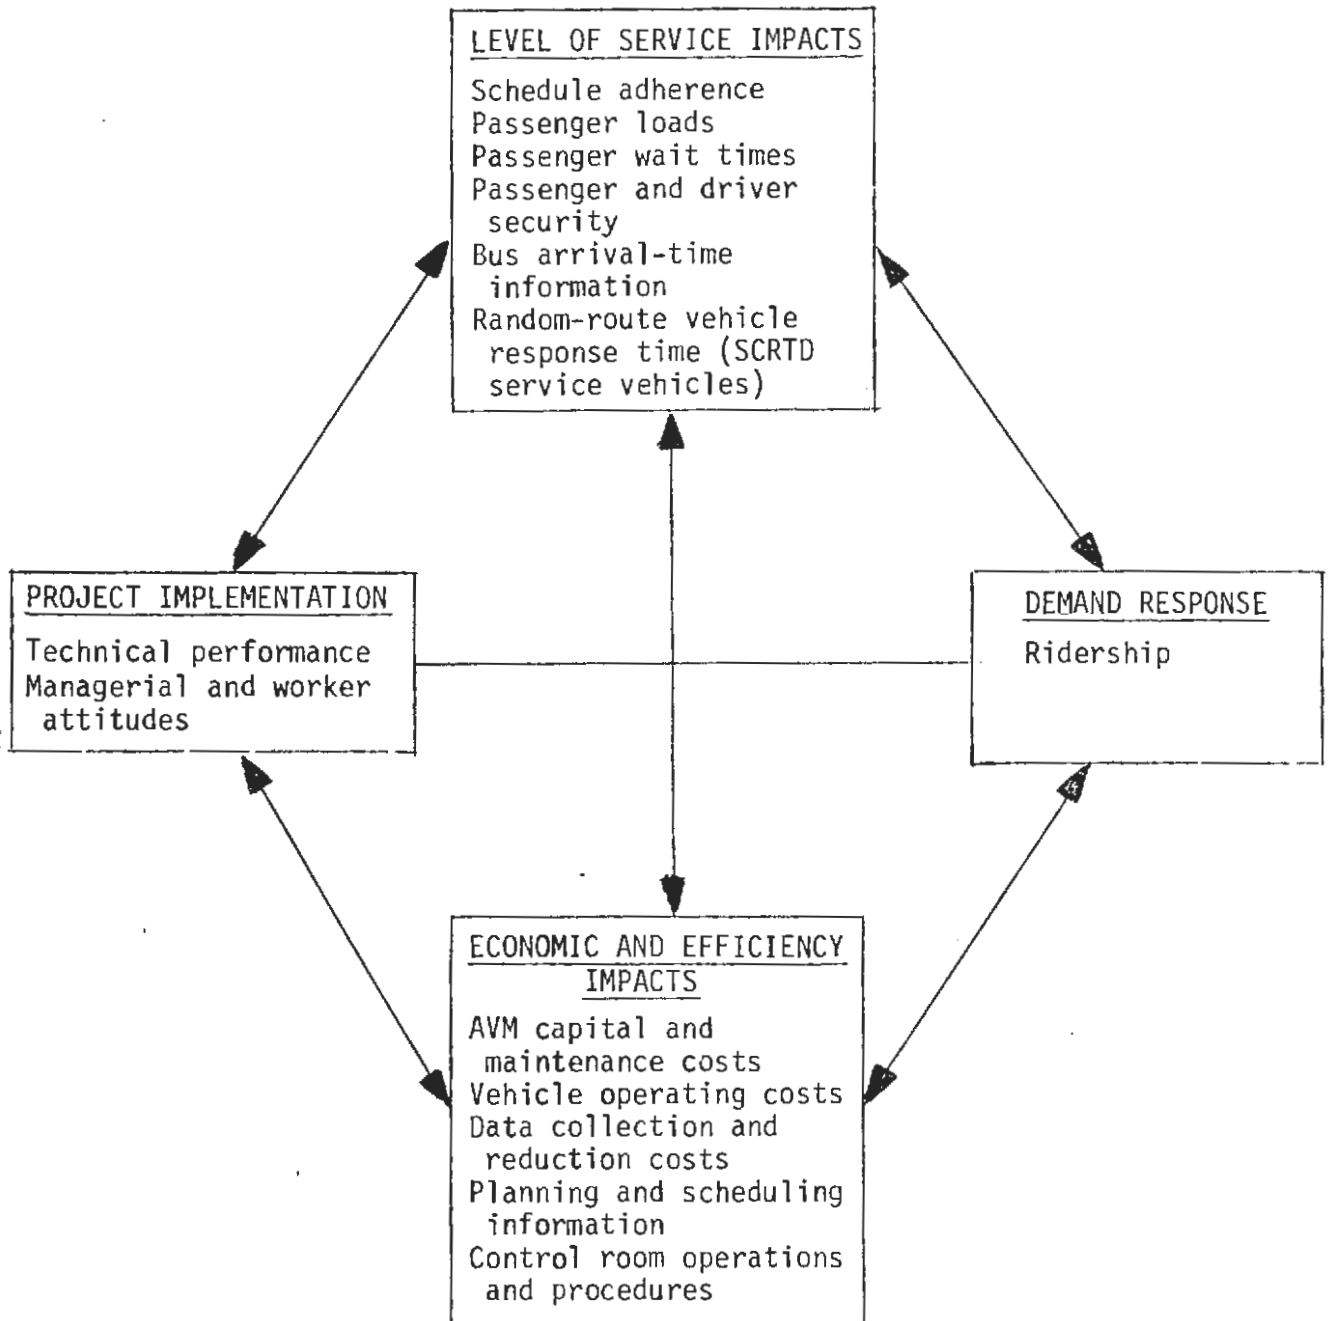 LEVEL OF SERVICE IMPACTS
Schedule adherence
Passenger loads
Passenger wait times
Passenger and driver
security
Bus arrival-time
information
Random-route vehicle
response time (SCRTD
service vehicles)
PROJECT IMPLEMENTATION
Technical performance
Managerial and worker
attitudes
DEMAND RESPONSE
Ridership
ECONOMIC AND EFFICIENCY
IMPACTS
AVM capital and
maintenance costs
Vehicle operating costs
Data collection and
reduction costs
Planning and scheduling
information
Control room operations
and procedures